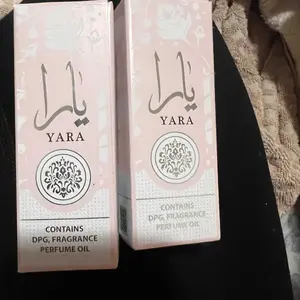 يارا
YARA
CONTAINS
DPG, FRAGRANCE
PERFUME OIL
يارا
YARA
CONTAINS
DPG, FRAGRANCE
PERFUME OIL